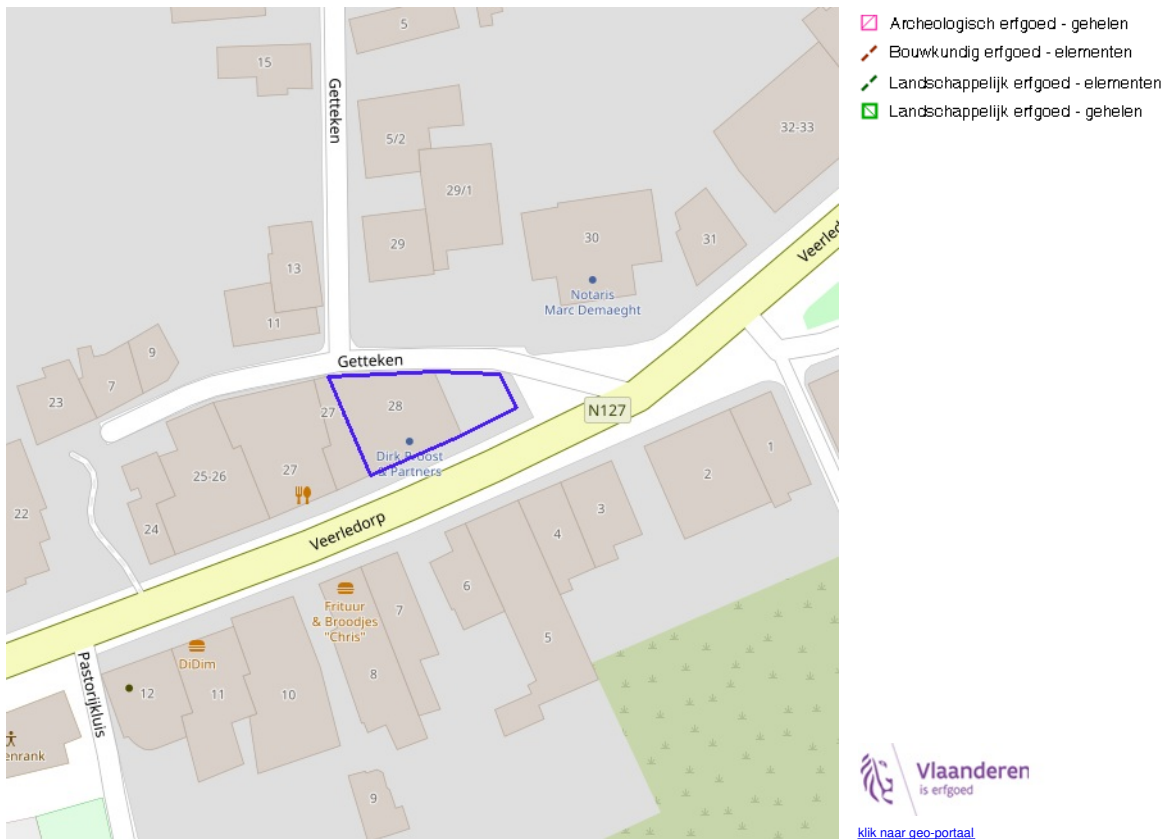 5
15
Getteken
5/2
32-33
29/1
29
30
31
Veerled
13
Notaris
Marc Demaeght
11
Getteken
9
7
23
27
28
N127
Dirk
& Partners
25-26
27
22
24
Veerledorp
1
2
3
4
6
5
Frituur
& Broodjes
"Chris"
7
8
DiDim
12
11
10
Pastorijkluis
enrank
9
Archeologisch erfgoed - gehelen
Bouwkundig erfgoed - elementen
Landschappelijk erfgoed - elementen
Landschappelijk erfgoed - gehelen
Vlaanderen
is erfgoed
klik naar geo-portaal